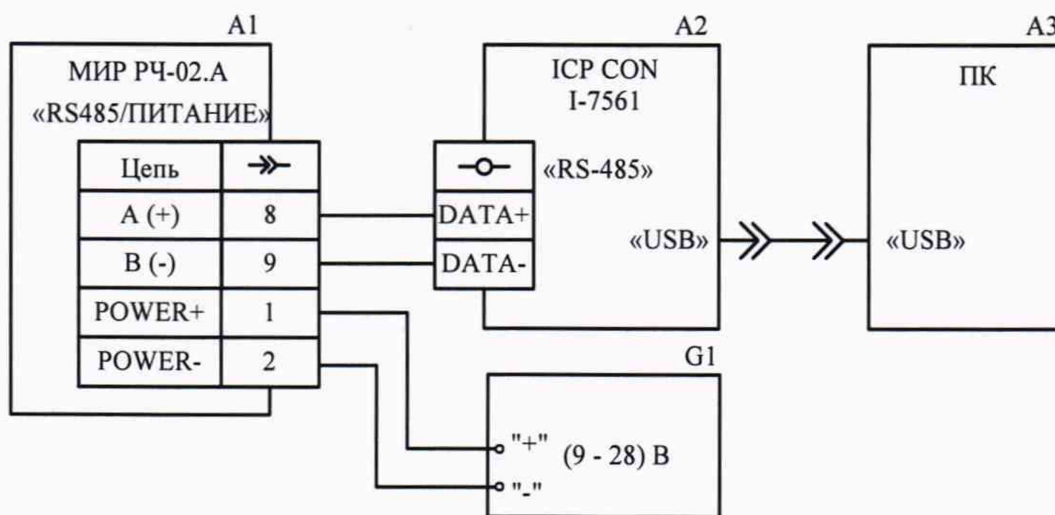 A1
МИР РЧ-02.А
«RS485/ПИТАНИЕ»
Цепь
A (+) 8
B (-) 9
POWER+ 1
POWER- 2
A2
ICP CON
I-7561
«RS-485»
DATA+
DATA-
«USB»
A3
ПК
«USB»
G1
"+" (9 - 28) В
"-"